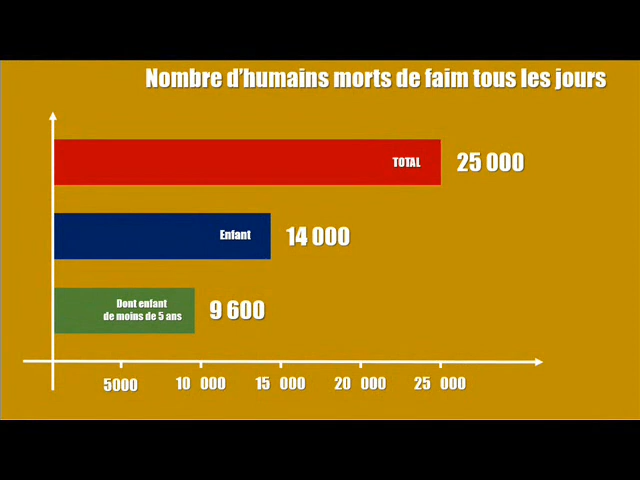 Nombre d'humains morts de faim tous les jours
TOTAL
25 000
Enfant
14 000
Dont enfant
de moins de 5 ans
9 600
5000 10 000 15 000 20 000 25 000